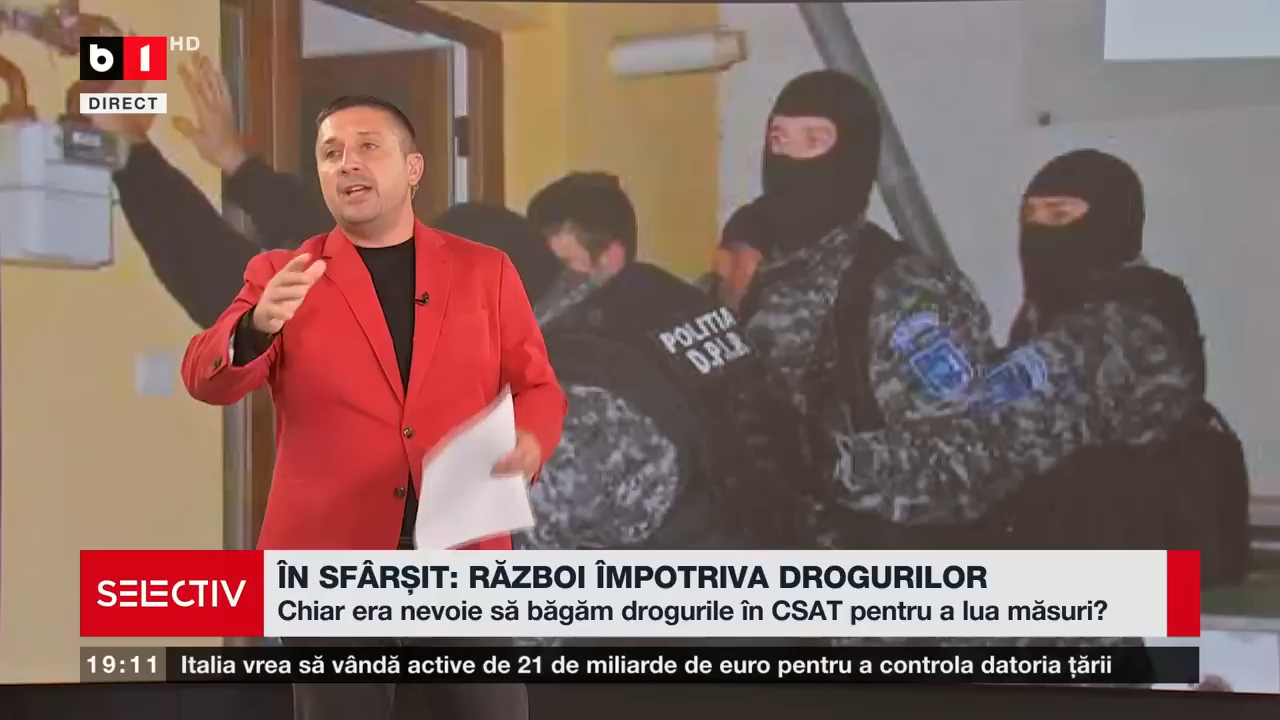 b1 HD
DIRECT
POLITIA
D.P.I.R
SELECTIV
ÎN SFÂRȘIT: RĂZBOI ÎMPOTRIVA DROGURILOR
Chiar era nevoie să băgăm drogurile în CSAT pentru a lua măsuri?
19:11 Italia vrea să vândă active de 21 de miliarde de euro pentru a controla datoria țării